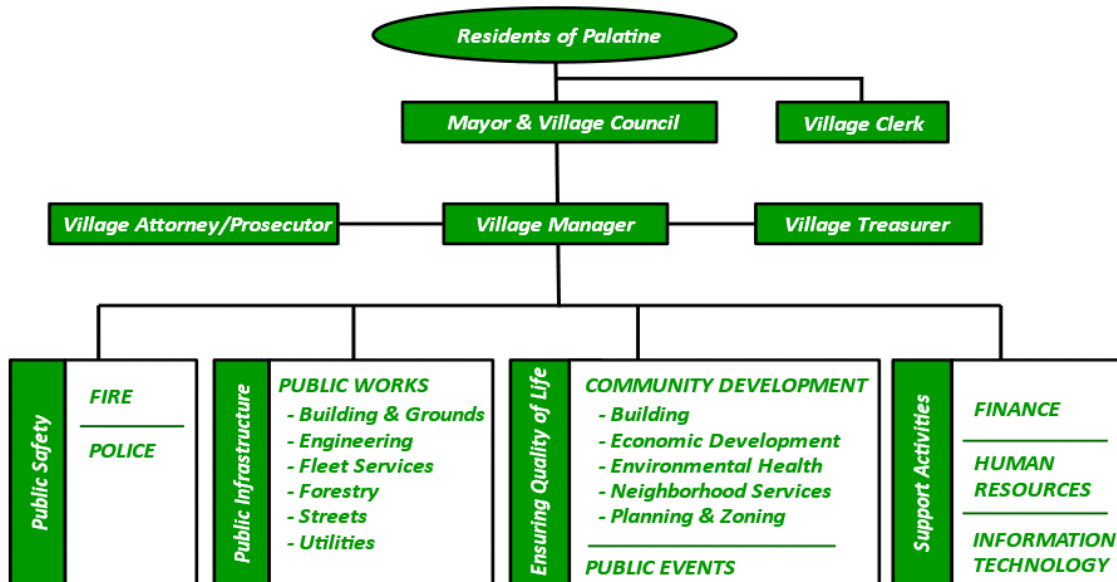 Residents of Palatine
Mayor & Village Council
Village Clerk
Village Attorney/Prosecutor
Village Manager
Village Treasurer
Public Safety
FIRE
POLICE
Public Infrastructure
PUBLIC WORKS
- Building & Grounds
- Engineering
- Fleet Services
- Forestry
- Streets
- Utilities
Ensuring Quality of Life
COMMUNITY DEVELOPMENT
- Building
- Economic Development
- Environmental Health
- Neighborhood Services
- Planning & Zoning
PUBLIC EVENTS
Support Activities
FINANCE
HUMAN
RESOURCES
INFORMATION
TECHNOLOGY